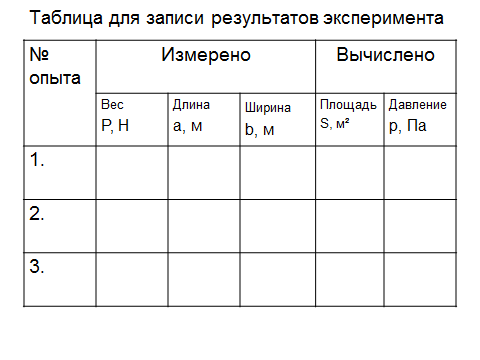 Таблица для записи результатов эксперимента
№ опыта Измерено Вычислено
Вес Длина Ширина Площадь Давление
P, Н a, м b, м S, м² p, Па
1.
2.
3.